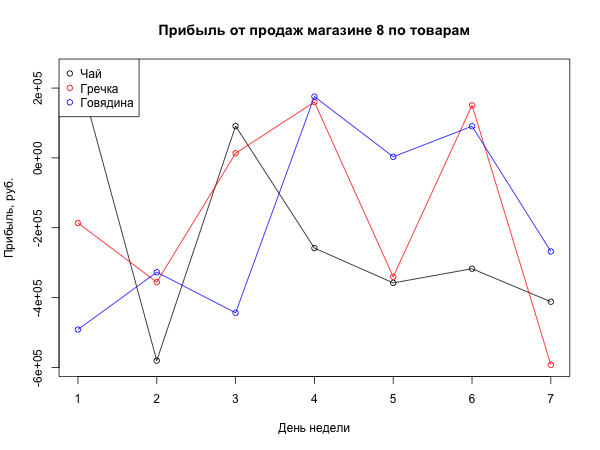 Прибыль от продаж магазине 8 по товарам
Чай
Гречка
Говядина
Прибыль, руб.
2e+05
0e+00
-2e+05
-4e+05
-6e+05
1 2 3 4 5 6 7
День недели